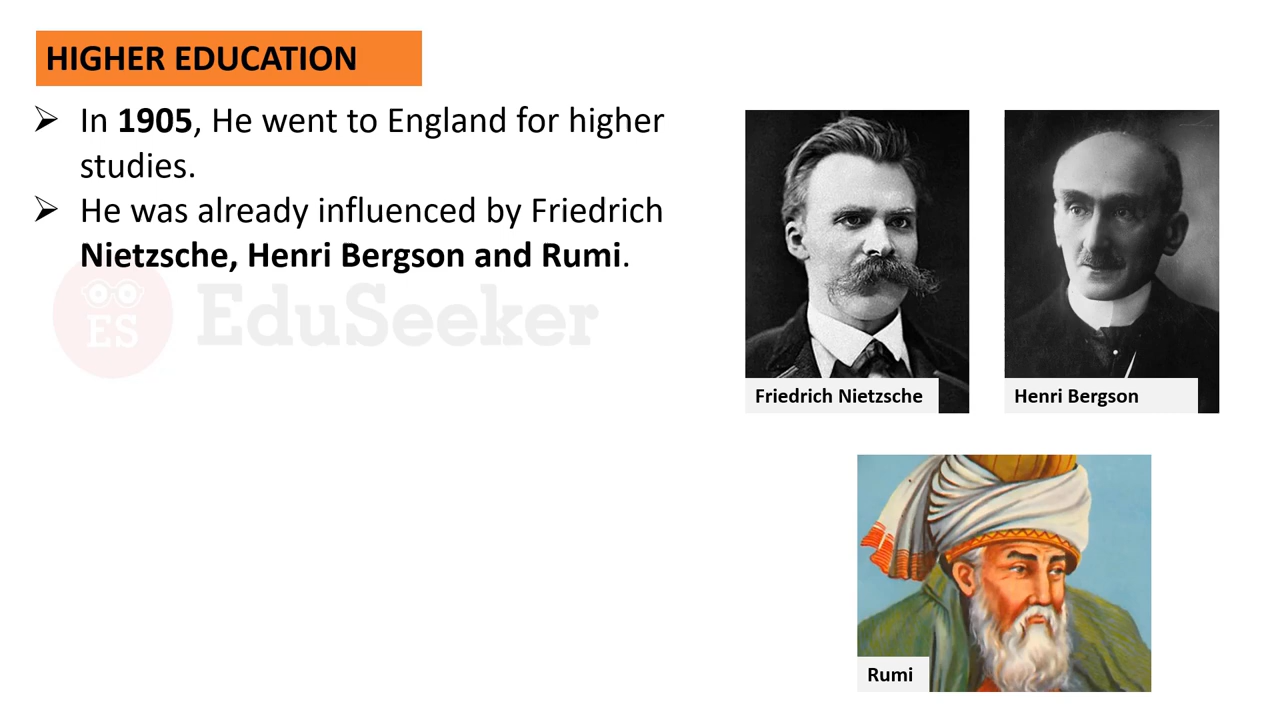 HIGHER EDUCATION
➢ In 1905, He went to England for higher
studies.
➢ He was already influenced by Friedrich
Nietzsche, Henri Bergson and Rumi.
ES EduSeeker
Friedrich Nietzsche
Henri Bergson
Rumi